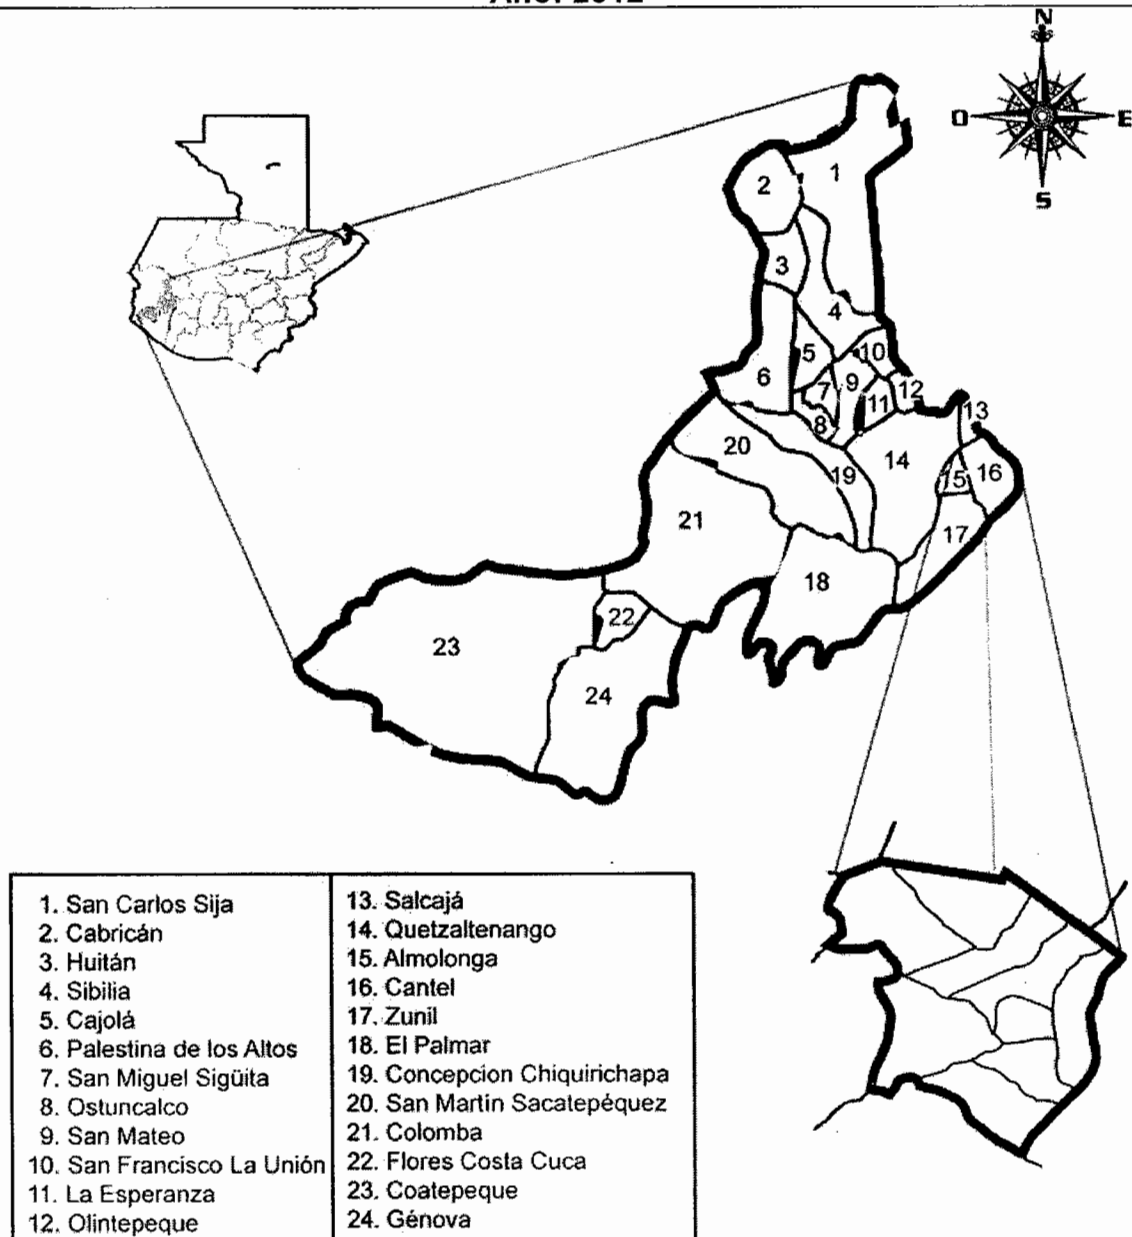 Año: 2012
N
O
E
S
1
2
3
4
5
10
6
7
9
12
11
8
13
20
14
19
15
16
21
17
18
22
23
24
1. San Carlos Sija
2. Cabricán
3. Huitán
4. Sibilia
5. Cajolá
6. Palestina de los Altos
7. San Miguel Sigüita
8. Ostuncalco
9. San Mateo
10. San Francisco La Unión
11. La Esperanza
12. Olintepeque
13. Salcajá
14. Quetzaltenango
15. Almolonga
16. Cantel
17. Zunil
18. El Palmar
19. Concepcion Chiquirichapa
20. San Martin Sacatepéquez
21. Colomba
22. Flores Costa Cuca
23. Coatepeque
24. Génova